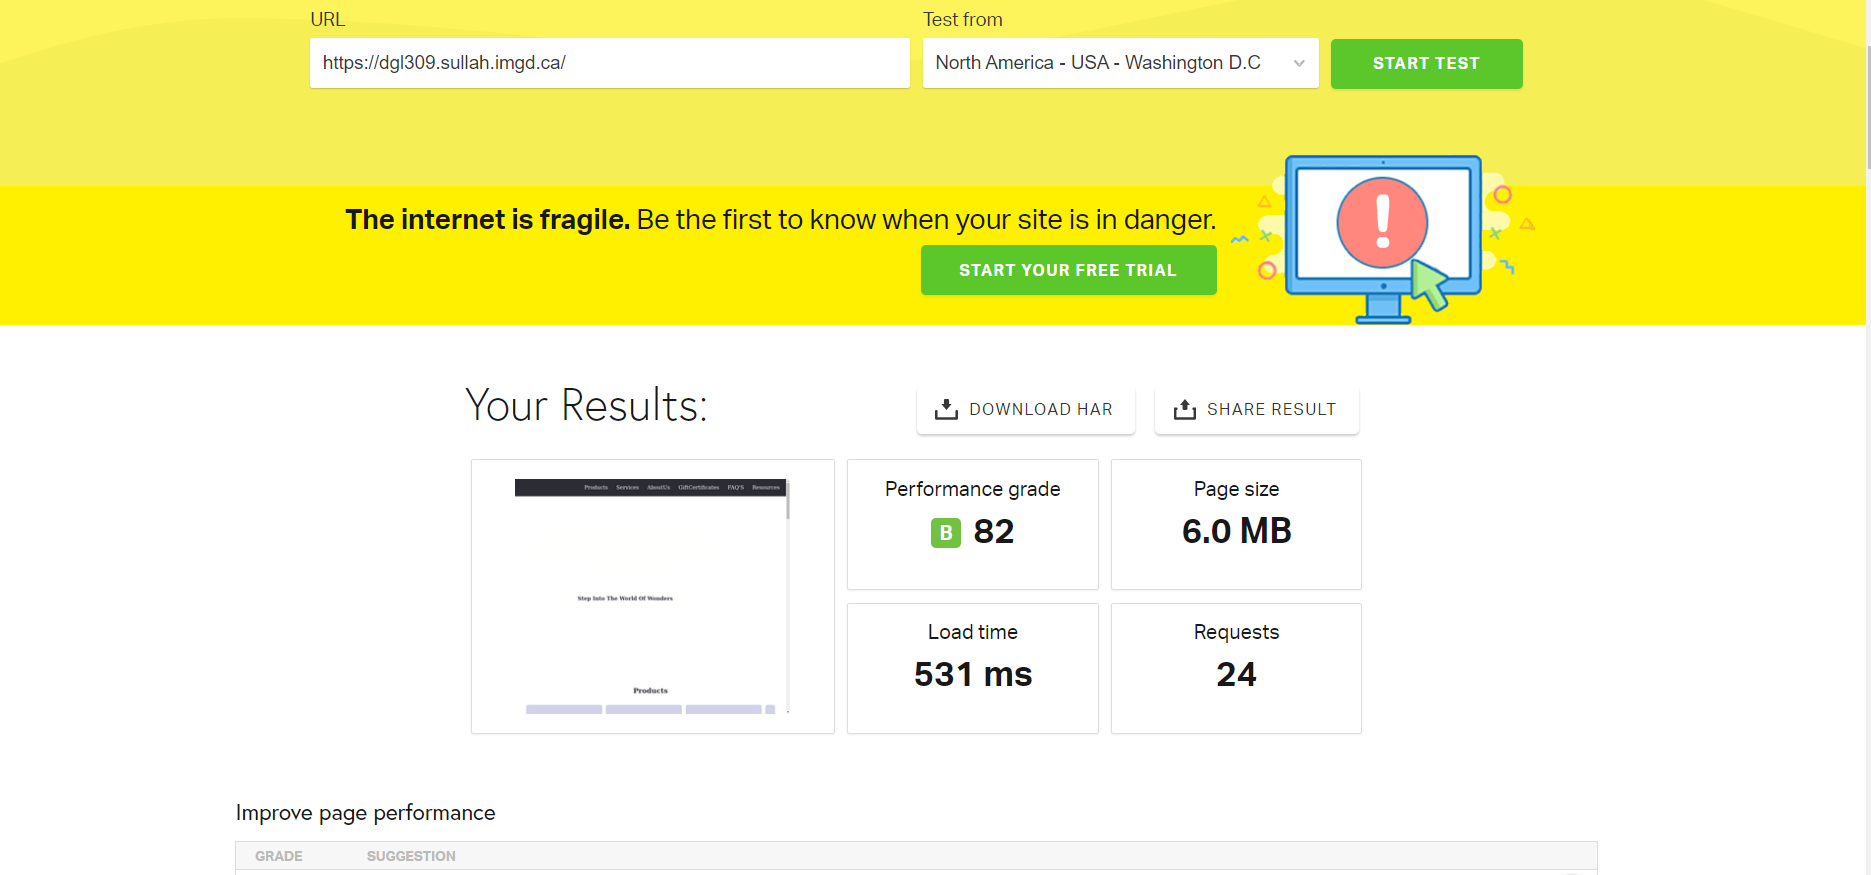 URL
Test from
https://dgl309.sullah.imgd.ca/
North America - USA - Washington D.C
START TEST
The internet is fragile. Be the first to know when your site is in danger.
START YOUR FREE TRIAL
!
Your Results:
DOWNLOAD HAR
SHARE RESULT
Products Services AboutUs GiftCertificates FAQ'S Resources
Step Into The World Of Wonders
Products
Performance grade
B 82
Page size
6.0 MB
Load time
531 ms
Requests
24
Improve page performance
GRADE
SUGGESTION